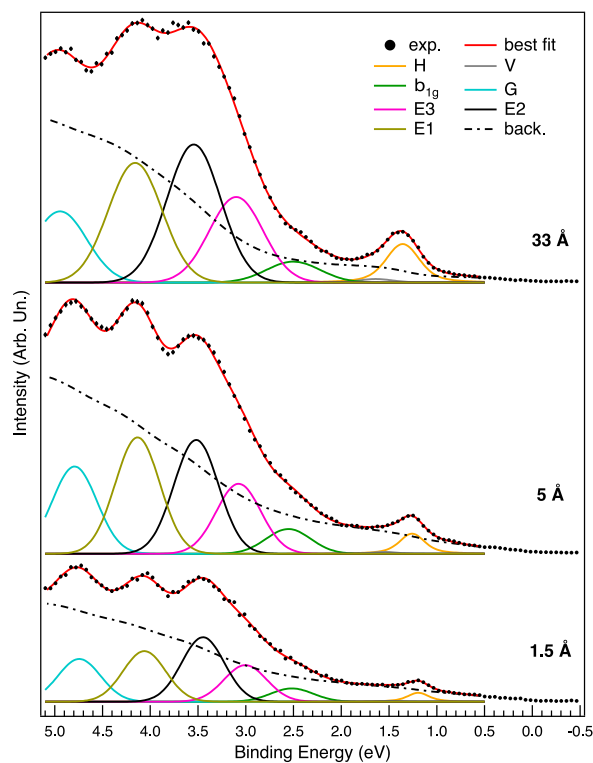 exp. best fit
H V
b1g G
E3 E2
E1 back.
33 Å
Intensity (Arb. Un.)
5 Å
1.5 Å
5.0 4.5 4.0 3.5 3.0 2.5 2.0 1.5 1.0 0.5 0.0 -0.5
Binding Energy (eV)